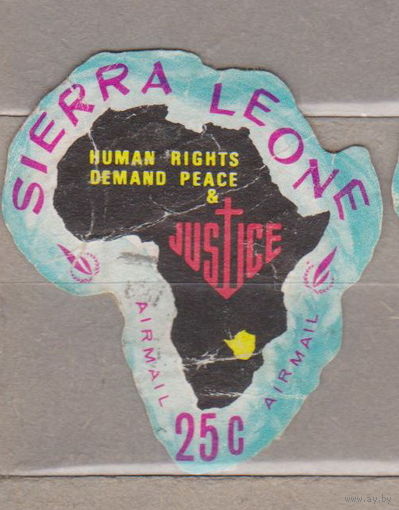 SIERRA LEONE
HUMAN RIGHTS
DEMAND PEACE
&
JUSTICE
AIRMAIL
AIRMAIL
25C
www.ay.by